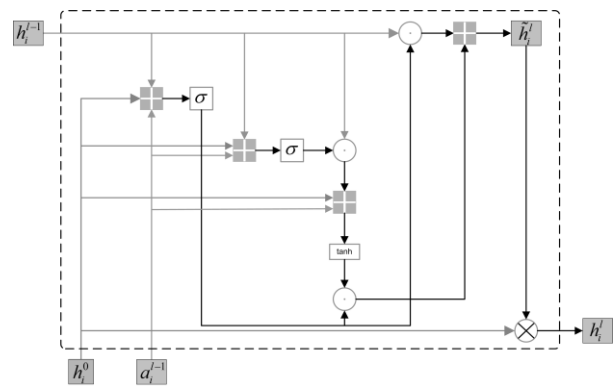 h_i^{l-1}
h̃_i^l
σ
σ
tanh
h_i^l
h_i^0
a_i^{l-1}